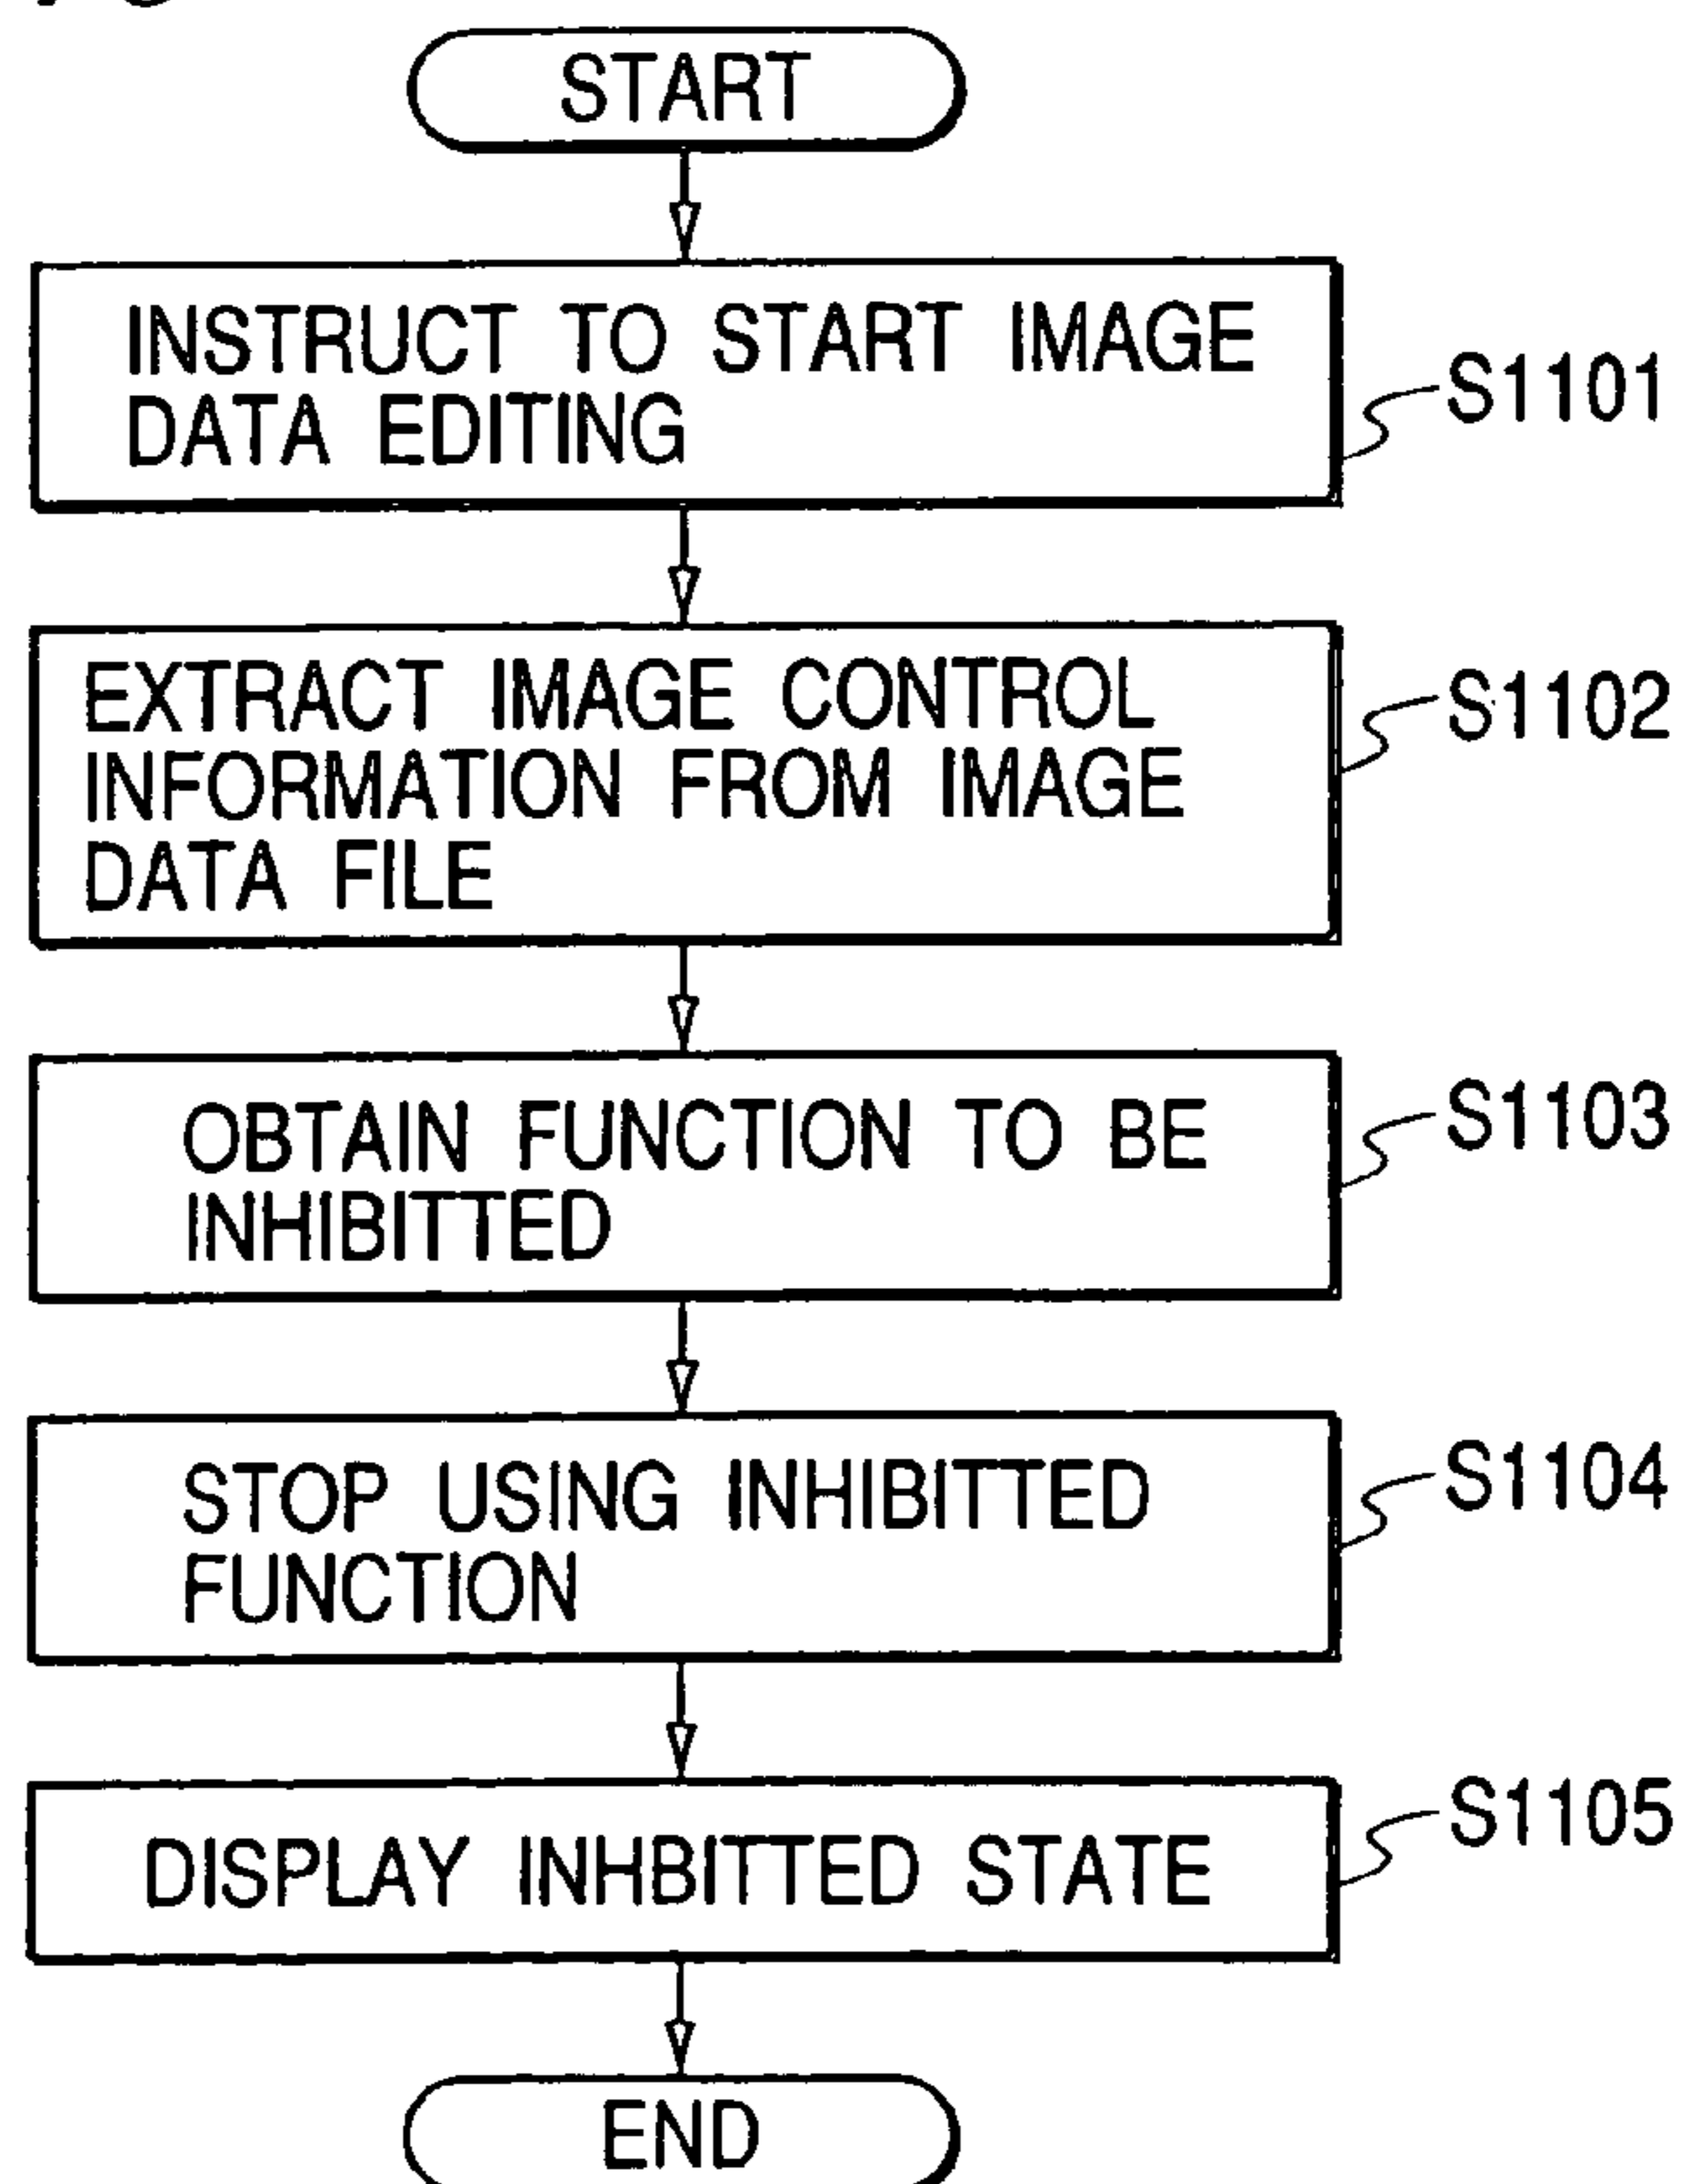 START
INSTRUCT TO START IMAGE
DATA EDITING
S1101
EXTRACT IMAGE CONTROL
INFORMATION FROM IMAGE
DATA FILE
S1102
OBTAIN FUNCTION TO BE
INHIBITTED
S1103
STOP USING INHIBITTED
FUNCTION
S1104
DISPLAY INHBITTED STATE
S1105
END